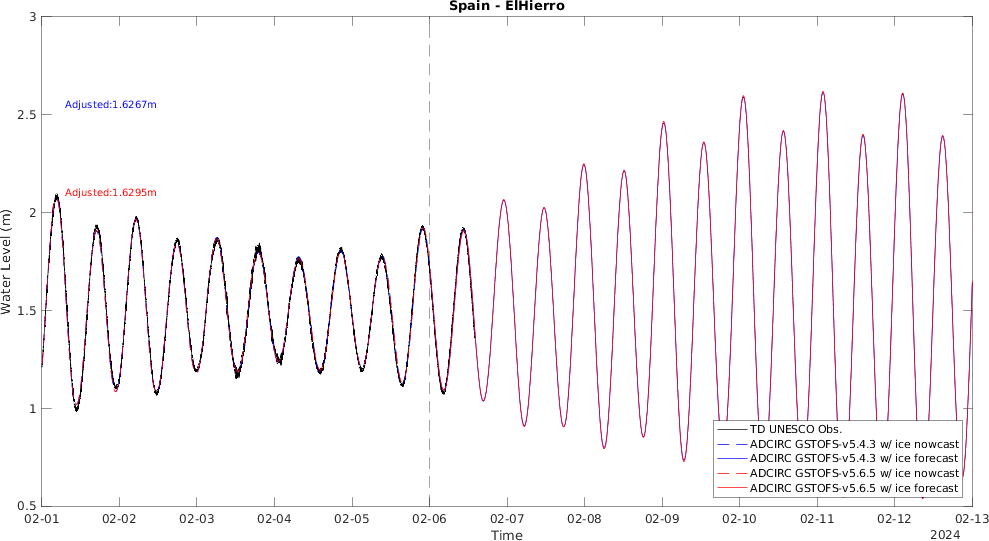 Spain - ElHierro
3
2.5
2
1.5
1
0.5
Water Level (m)
Adjusted:1.6267m
Adjusted:1.6295m
TD UNESCO Obs.
ADCIRC GSTOFS-v5.4.3 w/ ice nowcast
ADCIRC GSTOFS-v5.4.3 w/ ice forecast
ADCIRC GSTOFS-v5.6.5 w/ ice nowcast
ADCIRC GSTOFS-v5.6.5 w/ ice forecast
02-01 02-02 02-03 02-04 02-05 02-06 02-07 02-08 02-09 02-10 02-11 02-12 02-13
Time
2024